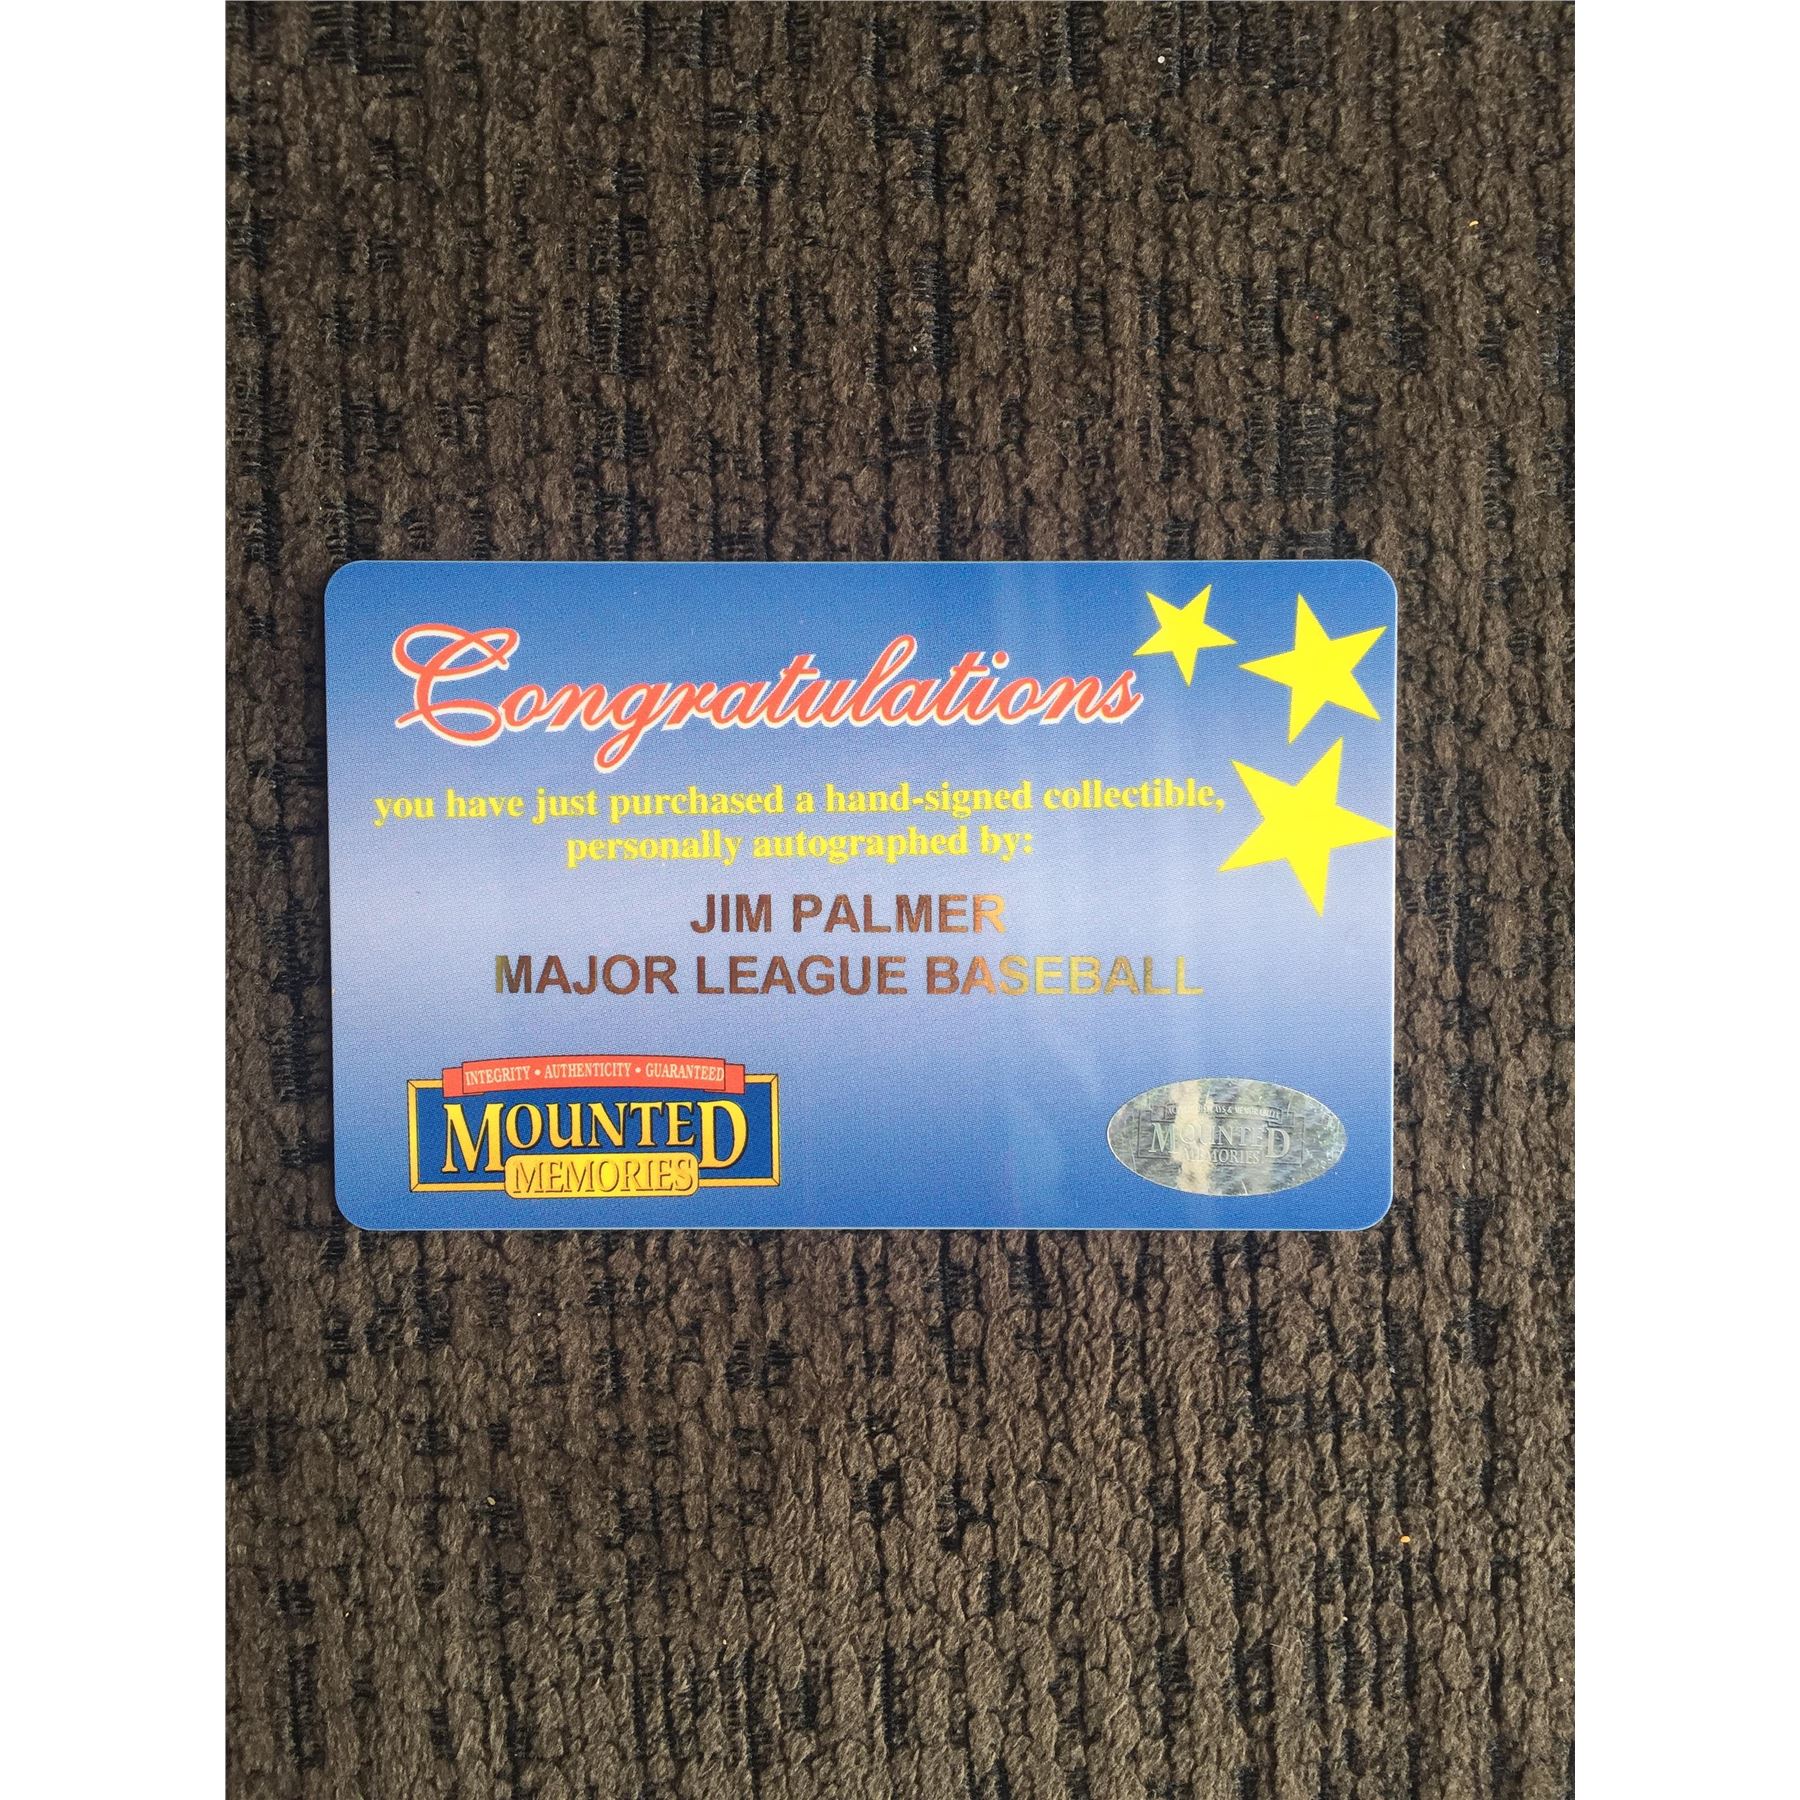 Congratulations
you have just purchased a hand-signed collectible,
personally autographed by:
JIM PALMER
MAJOR LEAGUE BASEBALL
INTEGRITY • AUTHENTICITY • GUARANTEED
MOUNTED
MEMORIES
& MEMORABILIA
MOUNTED
MEMORIES